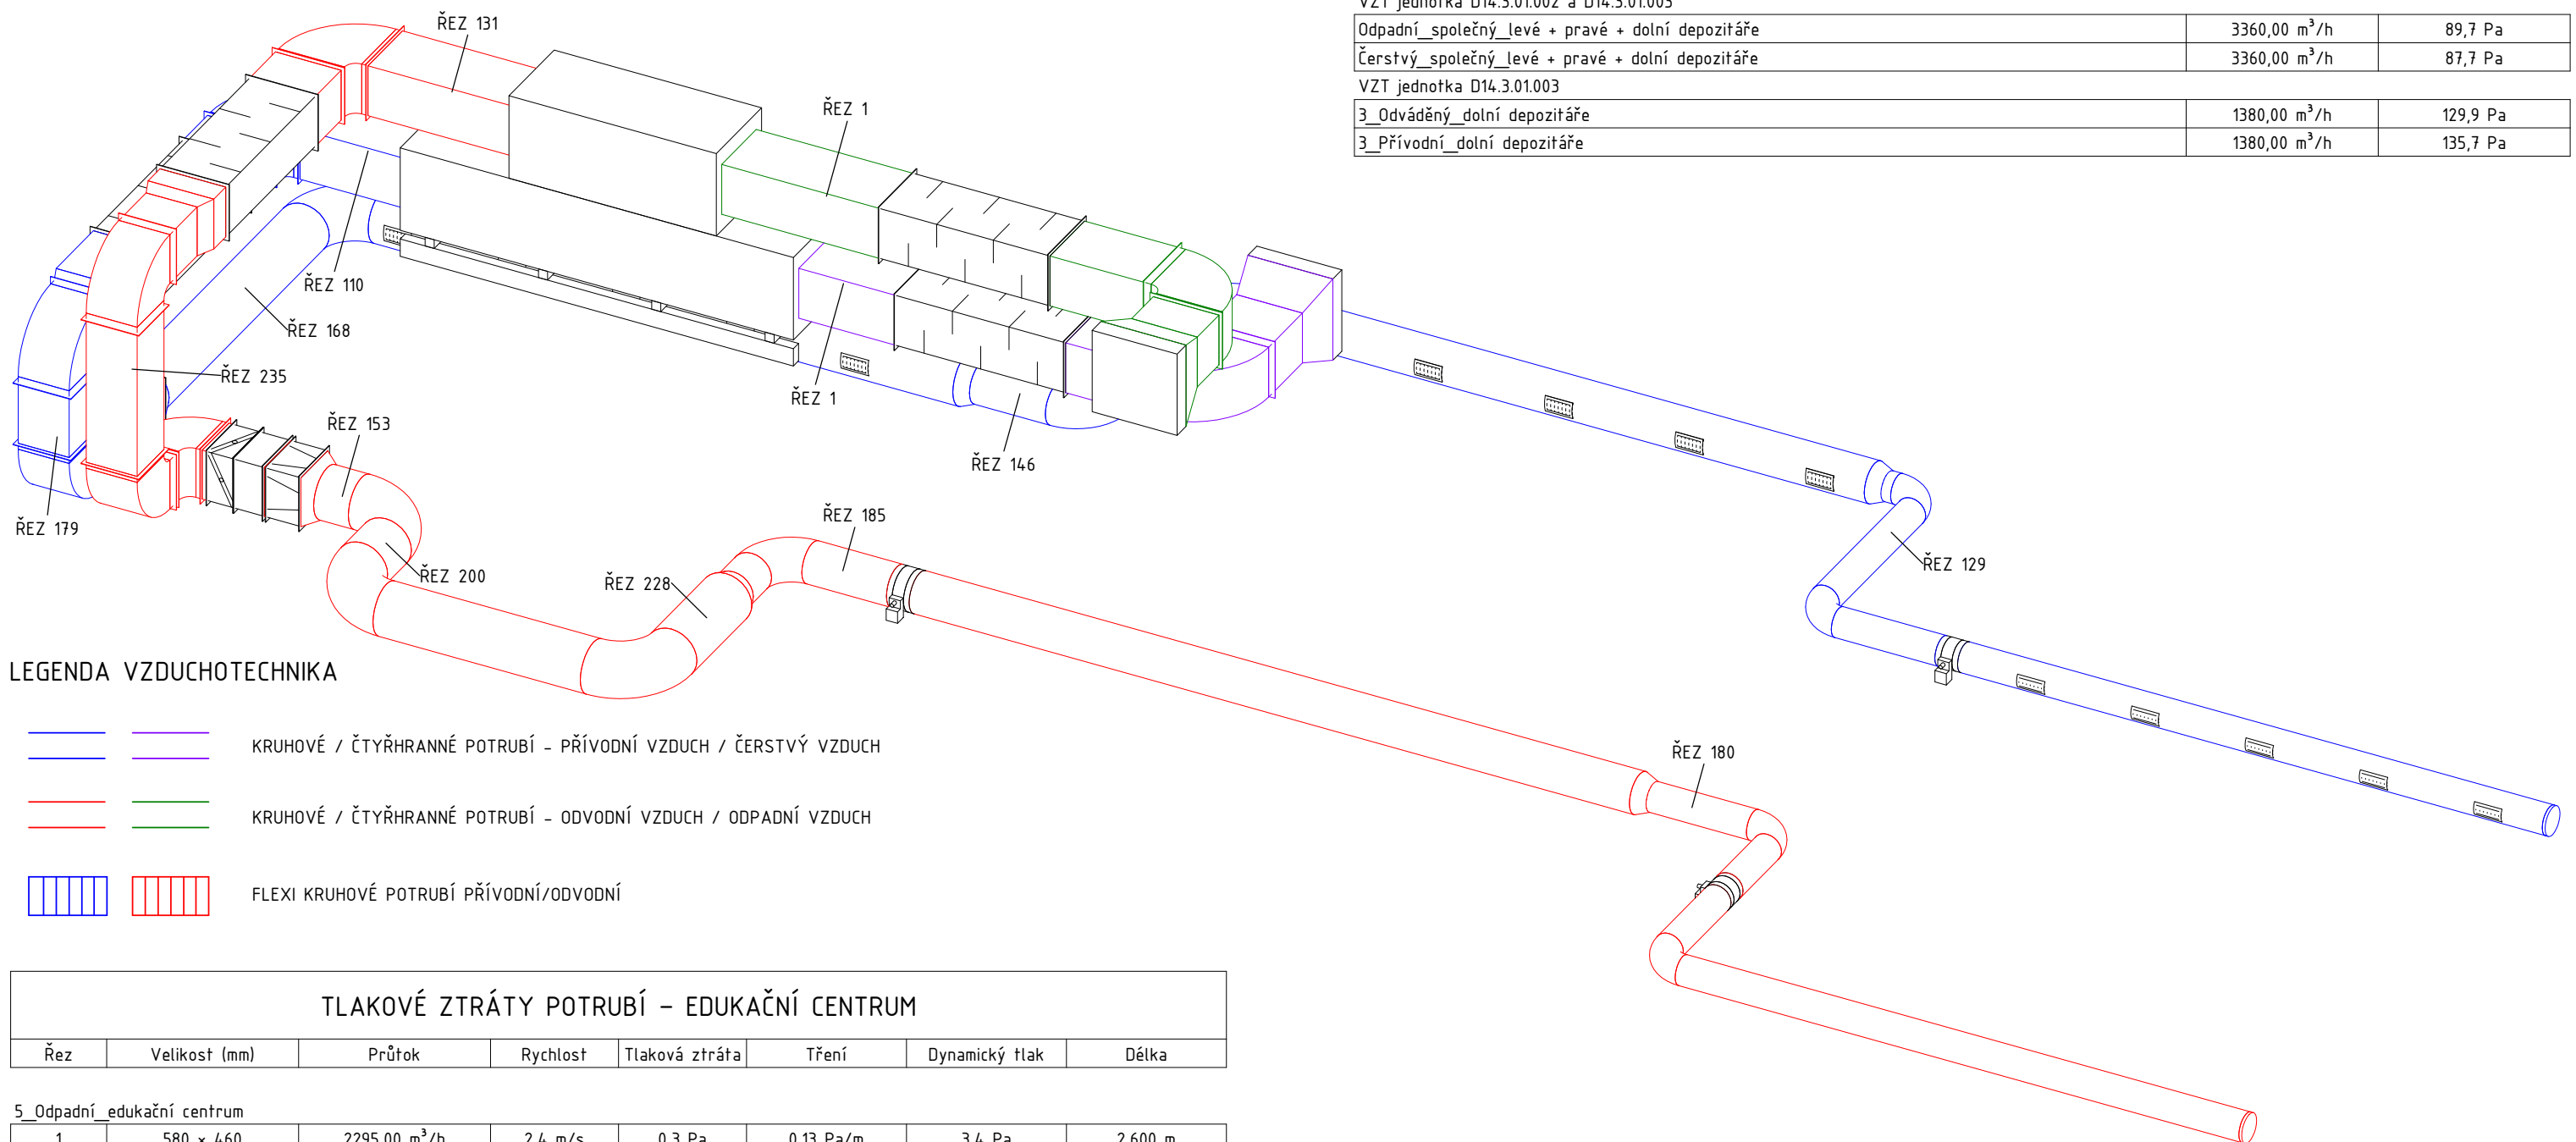 VZT jednotka D14.3.01.002 a D14.3.01.003
Odpadní_společný_levé + pravé + dolní depozitáře 3360,00 m³/h 89,7 Pa
Čerstvý_společný_levé + pravé + dolní depozitáře 3360,00 m³/h 87,7 Pa
VZT jednotka D14.3.01.003
3_Odváděný_dolní depozitáře 1380,00 m³/h 129,9 Pa
3_Přívodní_dolní depozitáře 1380,00 m³/h 135,7 Pa
ŘEZ 131
ŘEZ 1
ŘEZ 110
ŘEZ 168
ŘEZ 235
ŘEZ 1
ŘEZ 153
ŘEZ 146
ŘEZ 179
ŘEZ 185
ŘEZ 200
ŘEZ 228
ŘEZ 129
ŘEZ 180
LEGENDA VZDUCHOTECHNIKA
KRUHOVÉ / ČTYŘHRANNÉ POTRUBÍ - PŘÍVODNÍ VZDUCH / ČERSTVÝ VZDUCH
KRUHOVÉ / ČTYŘHRANNÉ POTRUBÍ - ODVODNÍ VZDUCH / ODPADNÍ VZDUCH
FLEXI KRUHOVÉ POTRUBÍ PŘÍVODNÍ/ODVODNÍ
TLAKOVÉ ZTRÁTY POTRUBÍ - EDUKAČNÍ CENTRUM
Řez Velikost (mm) Průtok Rychlost Tlaková ztráta Tření Dynamický tlak Délka
5_Odpadní_edukační centrum
1 580 x 460 2295,00 m³/h 2,4 m/s 0,3 Pa 0,13 Pa/m 3,4 Pa 2,600 m